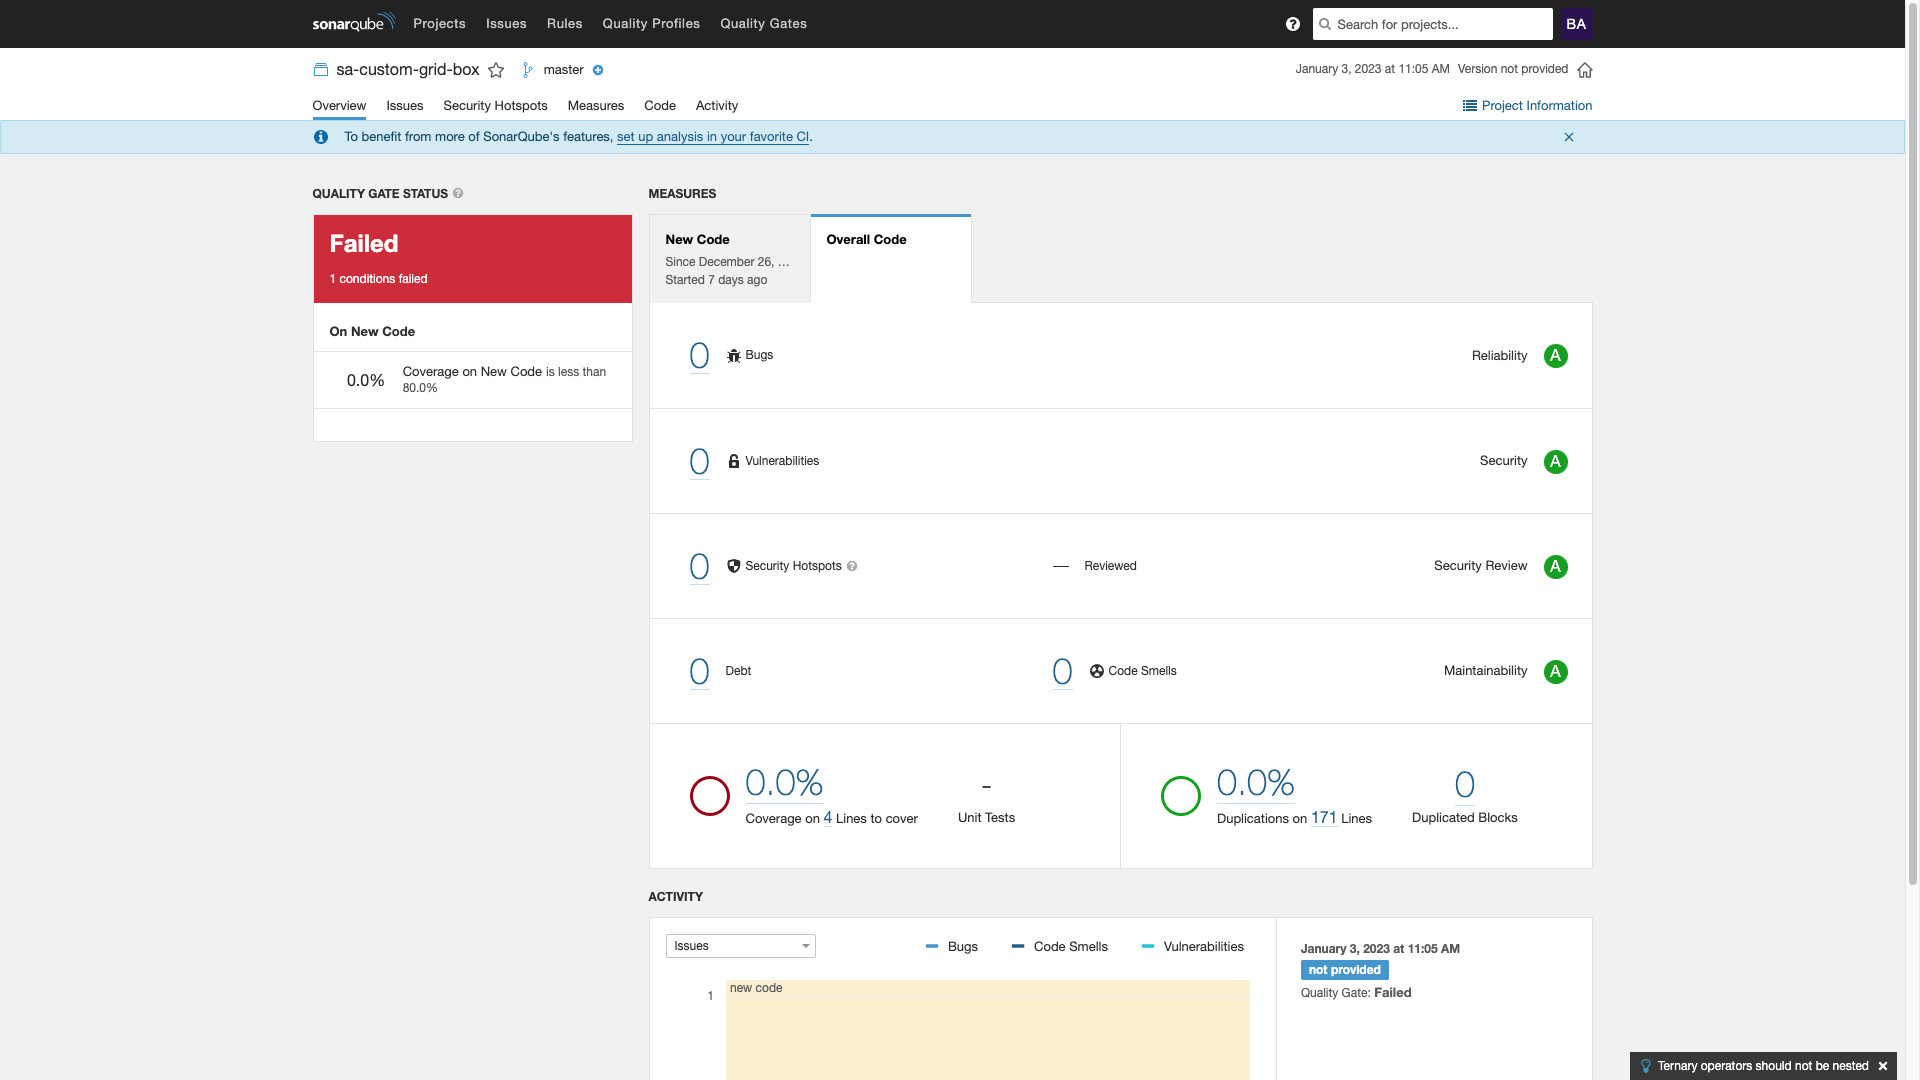 sonarqube Projects Issues Rules Quality Profiles Quality Gates Search for projects... BA
sa-custom-grid-box master January 3, 2023 at 11:05 AM Version not provided
Overview Issues Security Hotspots Measures Code Activity Project Information
To benefit from more of SonarQube's features, set up analysis in your favorite CI.
QUALITY GATE STATUS
Failed
1 conditions failed
On New Code
0.0% Coverage on New Code is less than
80.0%
MEASURES
New Code
Since December 26, ...
Started 7 days ago
Overall Code
0 Bugs Reliability A
0 Vulnerabilities Security A
0 Security Hotspots — Reviewed Security Review A
0 Debt 0 Code Smells Maintainability A
0.0%
Coverage on 4 Lines to cover
-
Unit Tests
0.0%
Duplications on 171 Lines
0
Duplicated Blocks
ACTIVITY
Issues Bugs Code Smells Vulnerabilities
1 new code
January 3, 2023 at 11:05 AM
not provided
Quality Gate: Failed
Ternary operators should not be nested